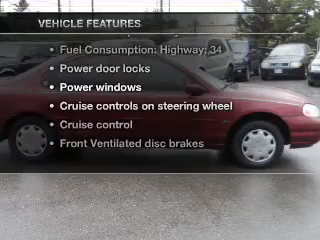 VEHICLE FEATURES
• Fuel Consumption: Highway: 34
• Power door locks
• Power windows
• Cruise controls on steering wheel
• Cruise control
• Front Ventilated disc brakes